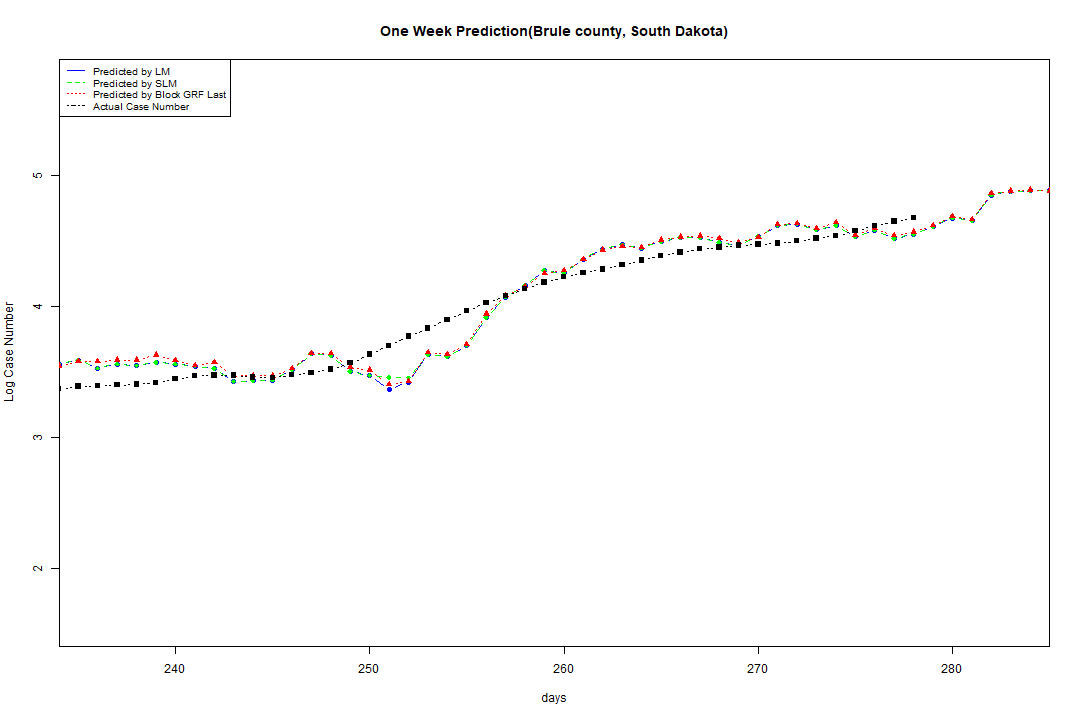 One Week Prediction(Brule county, South Dakota)
Predicted by LM
Predicted by SLM
Predicted by Block GRF Last
Actual Case Number
5
4
3
2
Log Case Number
240 250 260 270 280
days